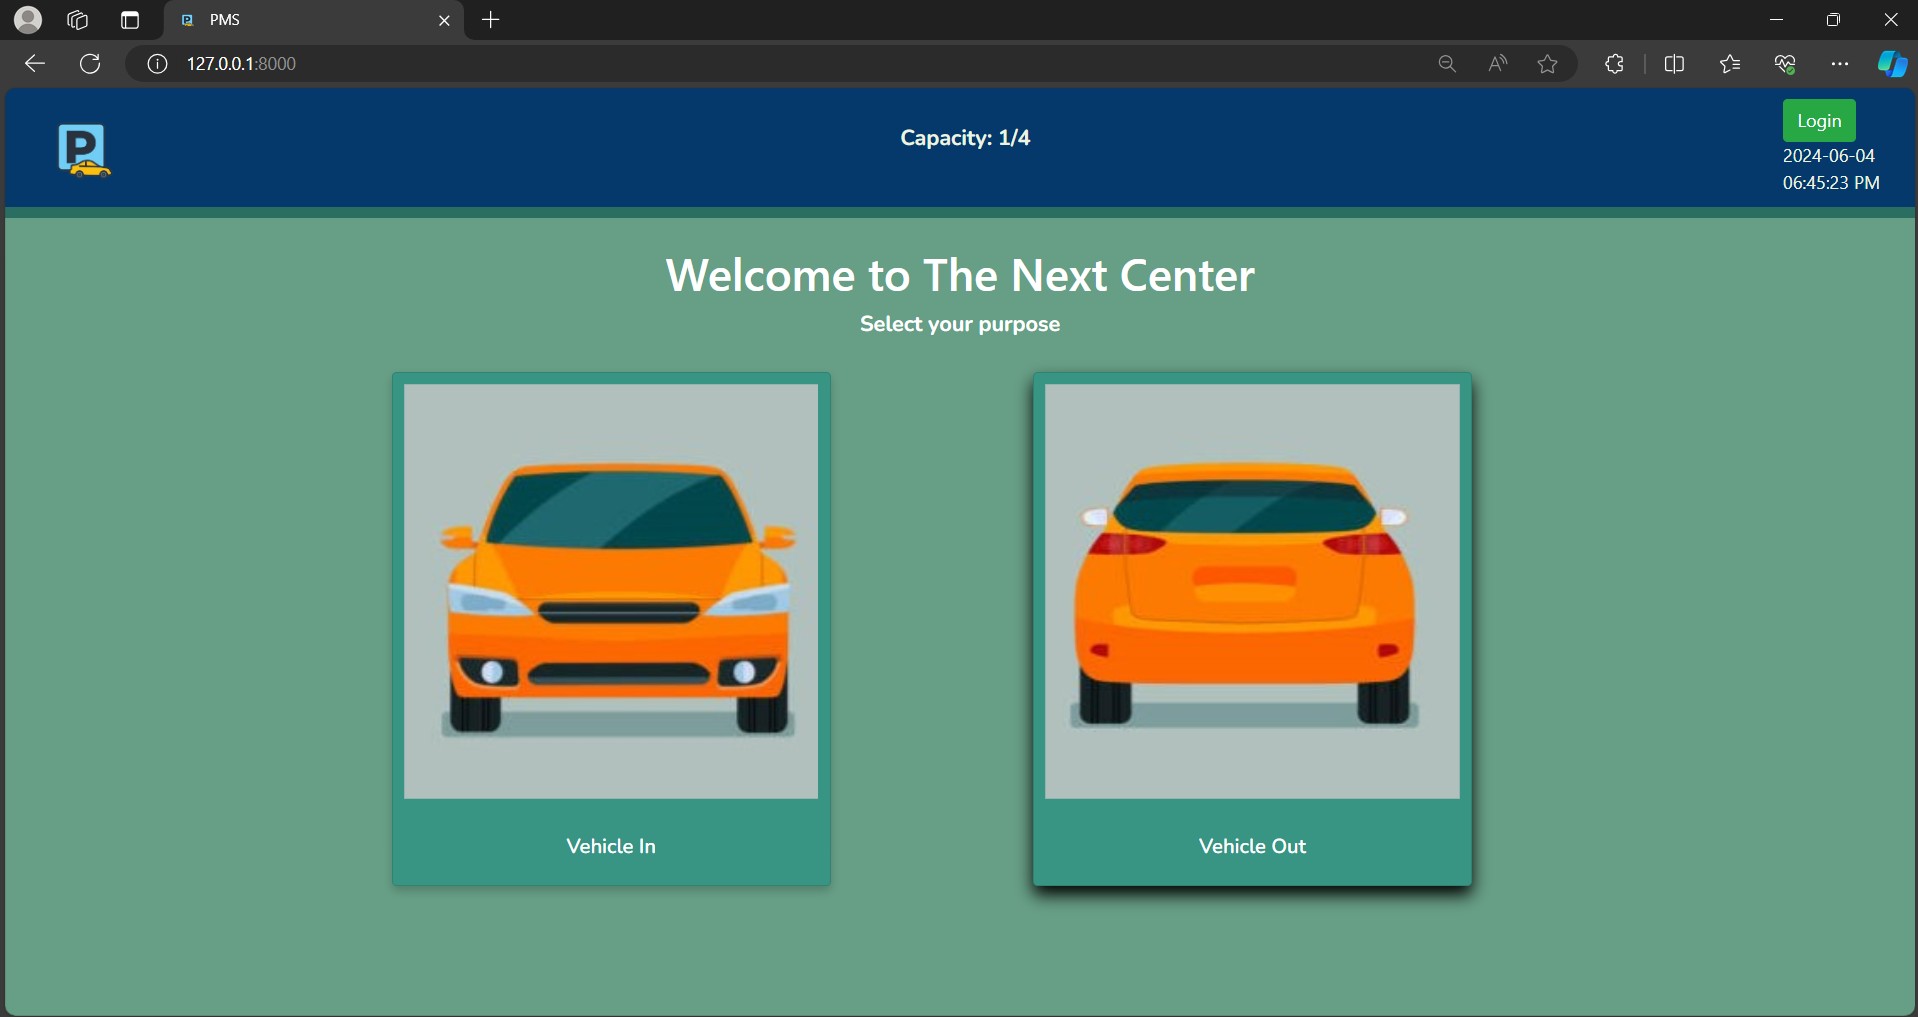 PMS
127.0.0.1:8000
P
Capacity: 1/4
Login
2024-06-04
06:45:23 PM
Welcome to The Next Center
Select your purpose
Vehicle In
Vehicle Out